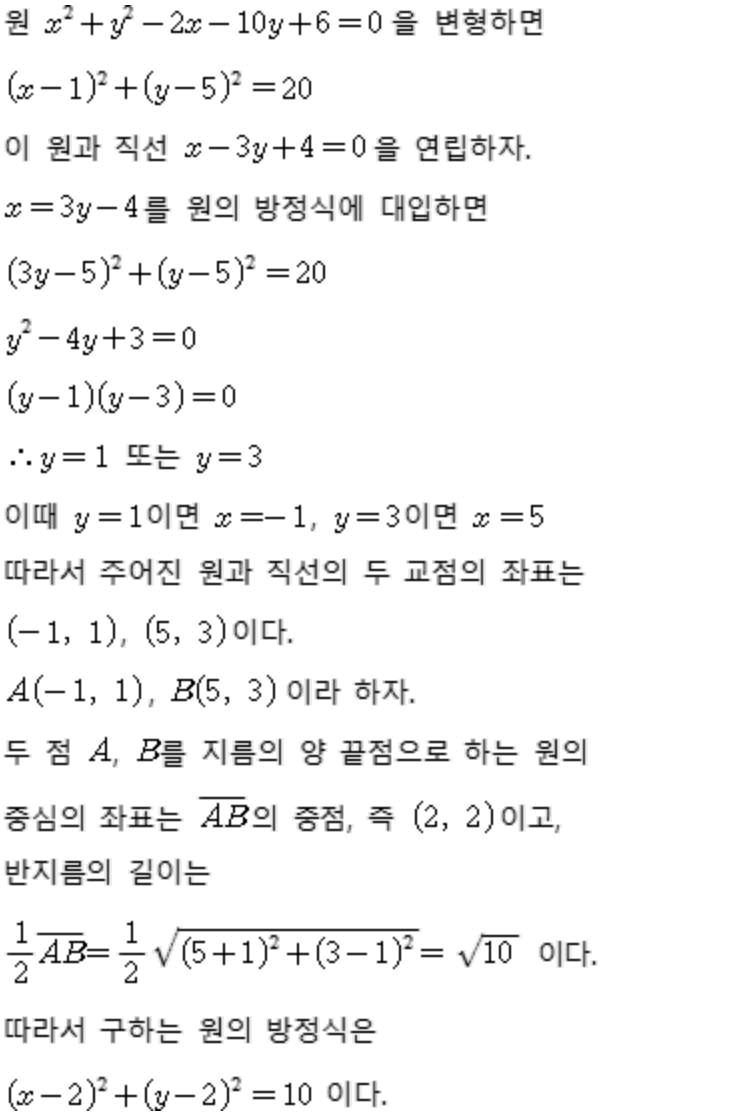 원 x²+y²-2x-10y+6=0 을 변형하면
(x-1)²+(y-5)²=20
이 원과 직선 x-3y+4=0 을 연립하자.
x=3y-4를 원의 방정식에 대입하면
(3y-5)²+(y-5)²=20
y²-4y+3=0
(y-1)(y-3)=0
∴y=1 또는 y=3
이때 y=1이면 x=-1, y=3이면 x=5
따라서 주어진 원과 직선의 두 교점의 좌표는
(-1, 1), (5, 3)이다.
A(-1, 1), B(5, 3) 이라 하자.
두 점 A, B를 지름의 양 끝점으로 하는 원의
중심의 좌표는 A̅B̅의 중점, 즉 (2, 2)이고,
반지름의 길이는
1/2 A̅B̅=1/2 √((5+1)²+(3-1)²)=√10 이다.
따라서 구하는 원의 방정식은
(x-2)²+(y-2)²=10 이다.